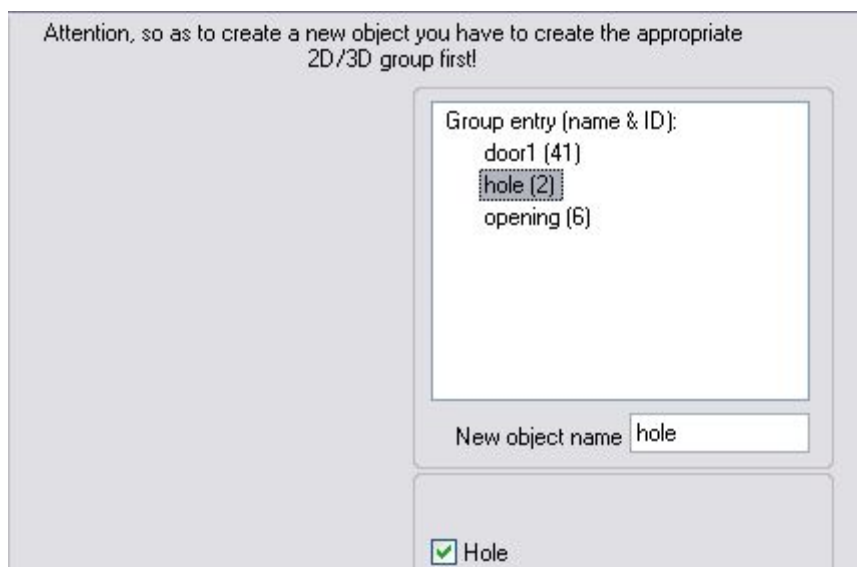 Attention, so as to create a new object you have to create the appropriate
2D/3D group first!
Group entry (name & ID):
door1 (41)
hole (2)
opening (6)
New object name hole
Hole